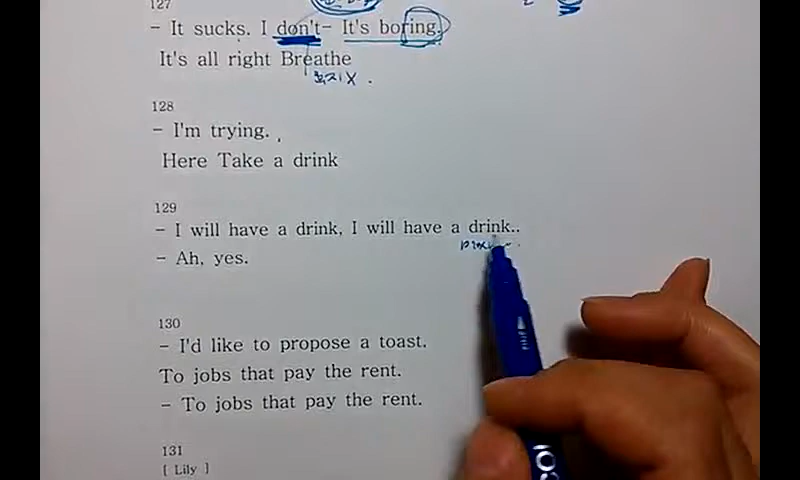 127
- It sucks. I don't- It's boring.
It's all right Breathe
128
- I'm trying.
Here Take a drink
129
- I will have a drink, I will have a drink..
- Ah, yes.
130
- I'd like to propose a toast.
To jobs that pay the rent.
- To jobs that pay the rent.
131
[ Lily ]